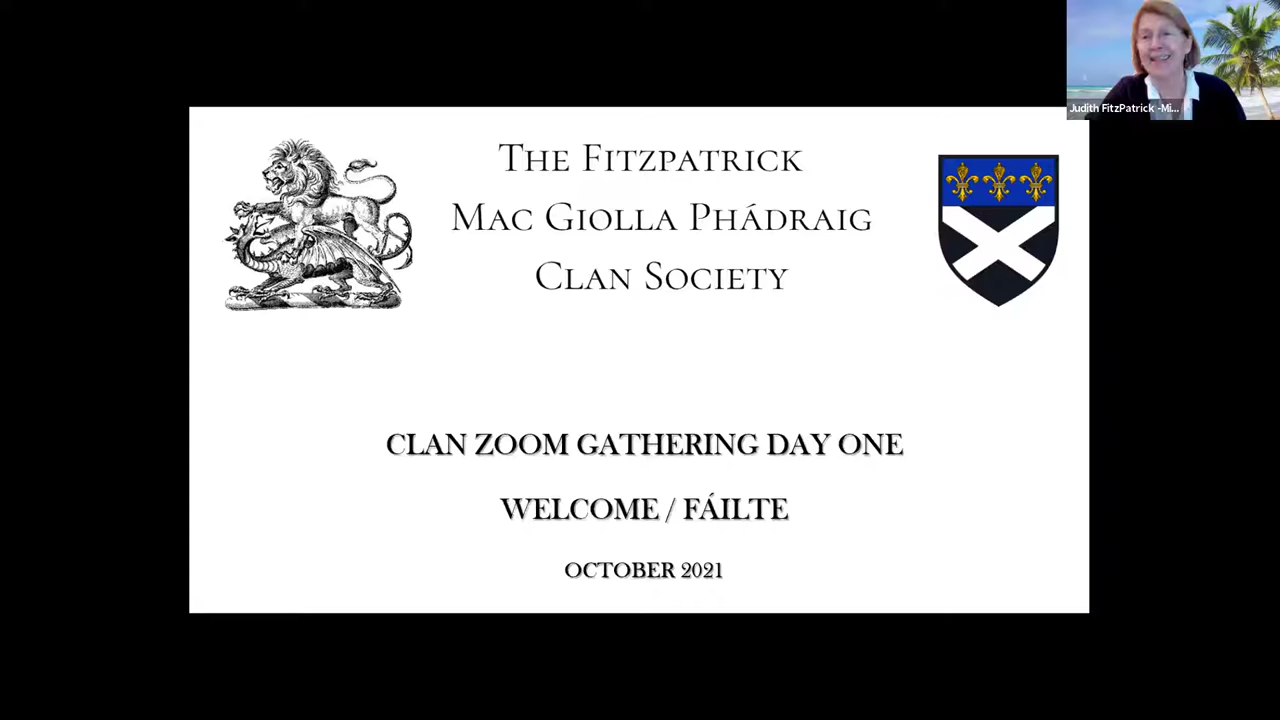 THE FITZPATRICK
MAC GIOLLA PHÁDRAIG
CLAN SOCIETY
CLAN ZOOM GATHERING DAY ONE
WELCOME / FÁILTE
OCTOBER 2021
Judith FitzPatrick -Mi...